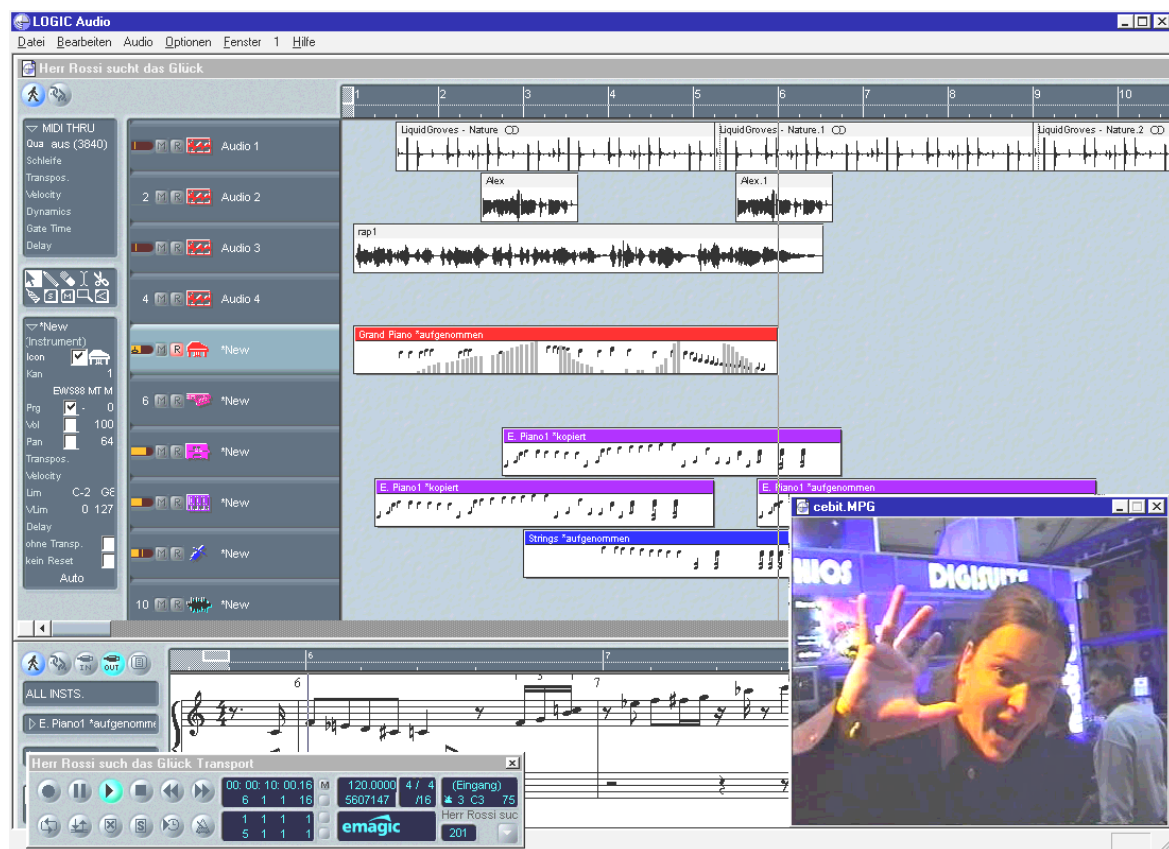 LOGIC Audio
Datei Bearbeiten Audio Optionen Fenster 1 Hilfe
Herr Rossi sucht das Glück
1 2 3 4 5 6 7 8 9 10
MIDI THRU
Qua aus (3840)
Schleife
Transpos.
Velocity
Dynamics
Gate Time
Delay
M R Audio 1
LiquidGroves - Nature
LiquidGroves - Nature.1
LiquidGroves - Nature.2
2 M R Audio 2
Alex
Alex.1
M R Audio 3
rap1
4 M R Audio 4
S M
*New
(Instrument)
Icon
Kan 1
EWS88 MT M
Prg - 0
Vol 100
Pan 64
Transpos.
Velocity
Lim C-2 G8
VLim 0 127
Delay
ohne Transp.
kein Reset
Auto
M R *New
Grand Piano *aufgenommen
6 M R *New
M R *New
E. Piano1 *kopiert
M R *New
E. Piano1 *kopiert
E. Piano1 *aufgenommen
M R *New
Strings *aufgenommen
10 M R *New
cebit.MPG
DIGISUITE
IN OUT
6 7
ALL INSTS.
6 3 7
E. Piano1 *aufgenomme
Herr Rossi such das Glück Transport
00: 00: 10: 00.16 M
6 1 1 16
120.0000 4 / 4
5607147 /16
(Eingang)
3 C3 75
1 1 1 1
5 1 1 1
emagic
Herr Rossi suc
201
S